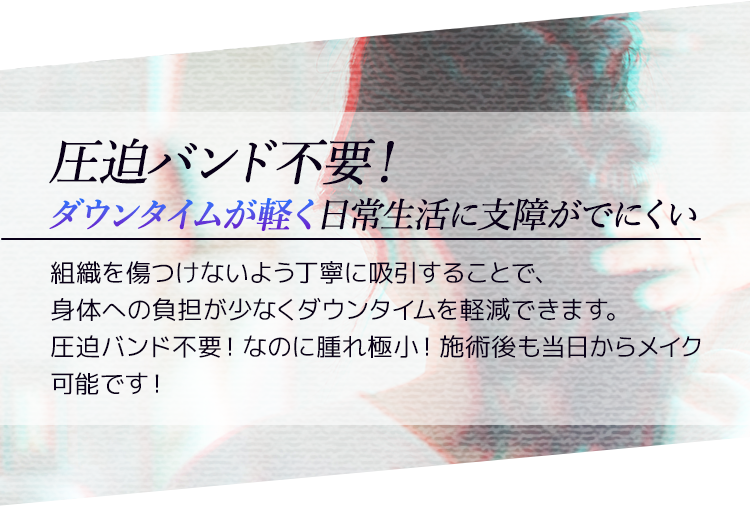 圧迫バンド不要！
ダウンタイムが軽く日常生活に支障がでにくい
組織を傷つけないよう丁寧に吸引することで、
身体への負担が少なくダウンタイムを軽減できます。
圧迫バンド不要！なのに腫れ極小！施術後も当日からメイク
可能です！